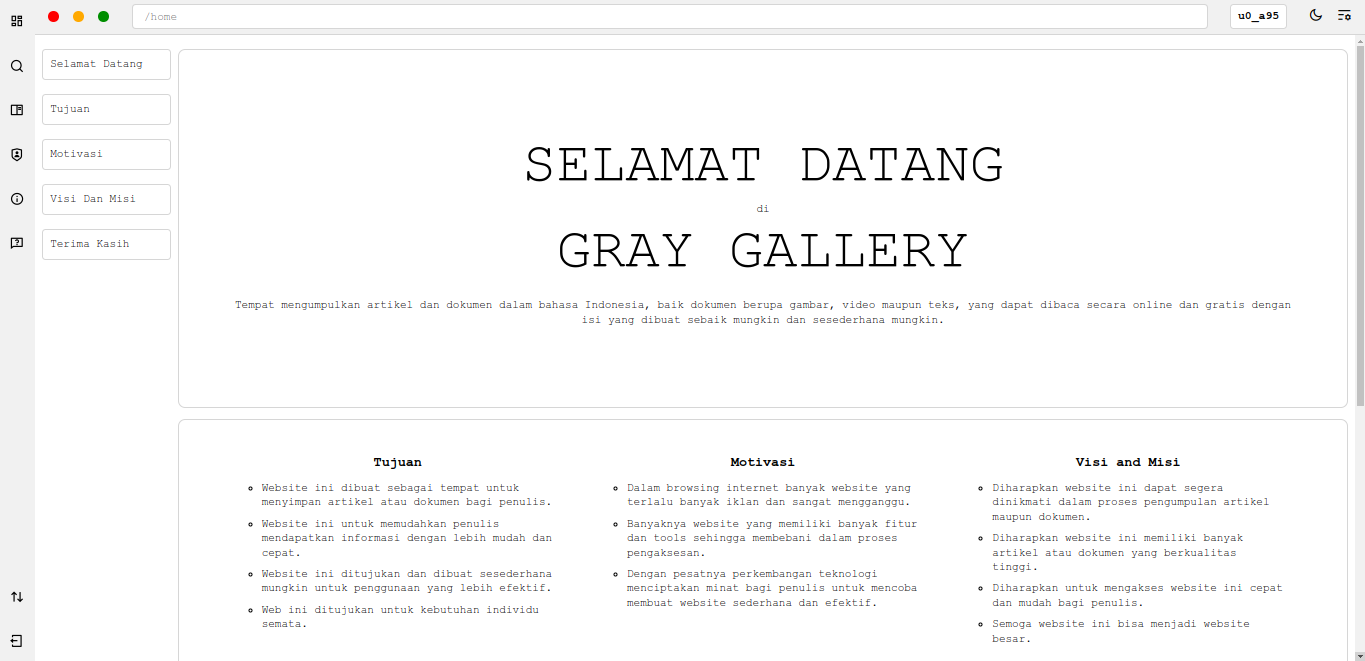 /home
u0_a95
Selamat Datang
Tujuan
Motivasi
Visi Dan Misi
Terima Kasih
SELAMAT DATANG
di
GRAY GALLERY
Tempat mengumpulkan artikel dan dokumen dalam bahasa Indonesia, baik dokumen berupa gambar, video maupun teks, yang dapat dibaca secara online dan gratis dengan
isi yang dibuat sebaik mungkin dan sesederhana mungkin.
Tujuan
Website ini dibuat sebagai tempat untuk
menyimpan artikel atau dokumen bagi penulis.
Website ini untuk memudahkan penulis
mendapatkan informasi dengan lebih mudah dan
cepat.
Website ini ditujukan dan dibuat sesederhana
mungkin untuk penggunaan yang lebih efektif.
Web ini ditujukan untuk kebutuhan individu
semata.
Motivasi
Dalam browsing internet banyak website yang
terlalu banyak iklan dan sangat mengganggu.
Banyaknya website yang memiliki banyak fitur
dan tools sehingga membebani dalam proses
pengaksesan.
Dengan pesatnya perkembangan teknologi
menciptakan minat bagi penulis untuk mencoba
membuat website sederhana dan efektif.
Visi and Misi
Diharapkan website ini dapat segera
dinikmati dalam proses pengumpulan artikel
maupun dokumen.
Diharapkan website ini memiliki banyak
artikel atau dokumen yang berkualitas
tinggi.
Diharapkan untuk mengakses website ini cepat
dan mudah bagi penulis.
Semoga website ini bisa menjadi website
besar.